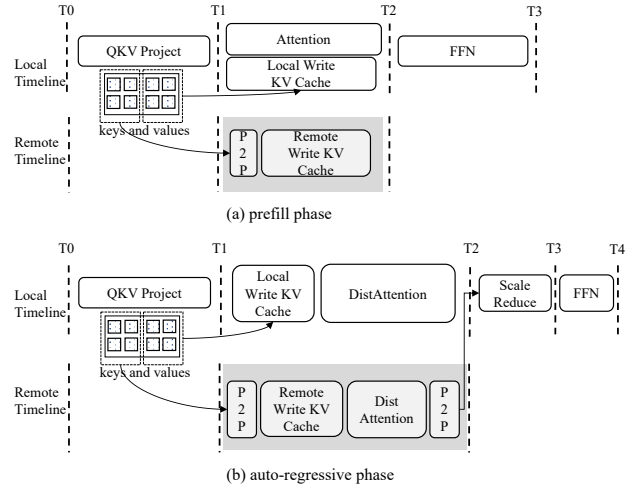 T0 T1 T2 T3
Local
Timeline
QKV Project
Attention
Local Write
KV Cache
FFN
keys and values
Remote
Timeline
P
2
P
Remote
Write KV
Cache
(a) prefill phase
T0 T1 T2 T3 T4
Local
Timeline
QKV Project
Local
Write KV
Cache
DistAttention
Scale
Reduce
FFN
keys and values
Remote
Timeline
P
2
P
Remote
Write KV
Cache
Dist
Attention
P
2
P
(b) auto-regressive phase